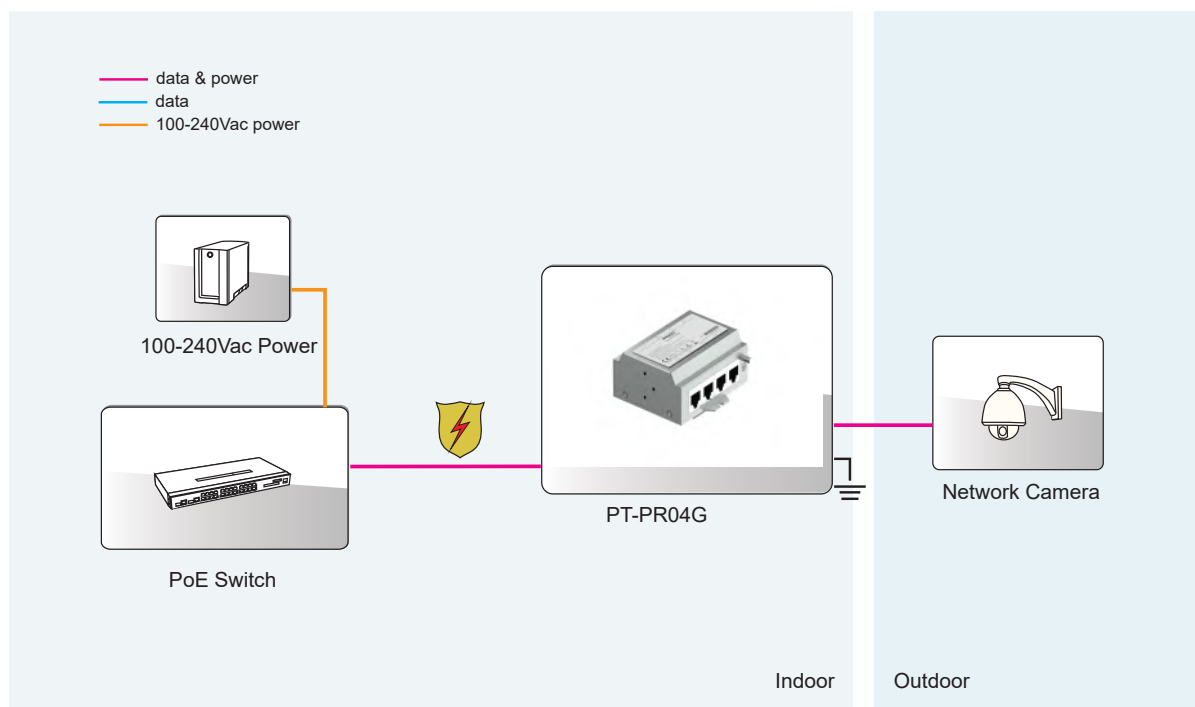 data & power
data
100-240Vac power
100-240Vac Power
PoE Switch
PT-PR04G
Network Camera
Indoor
Outdoor